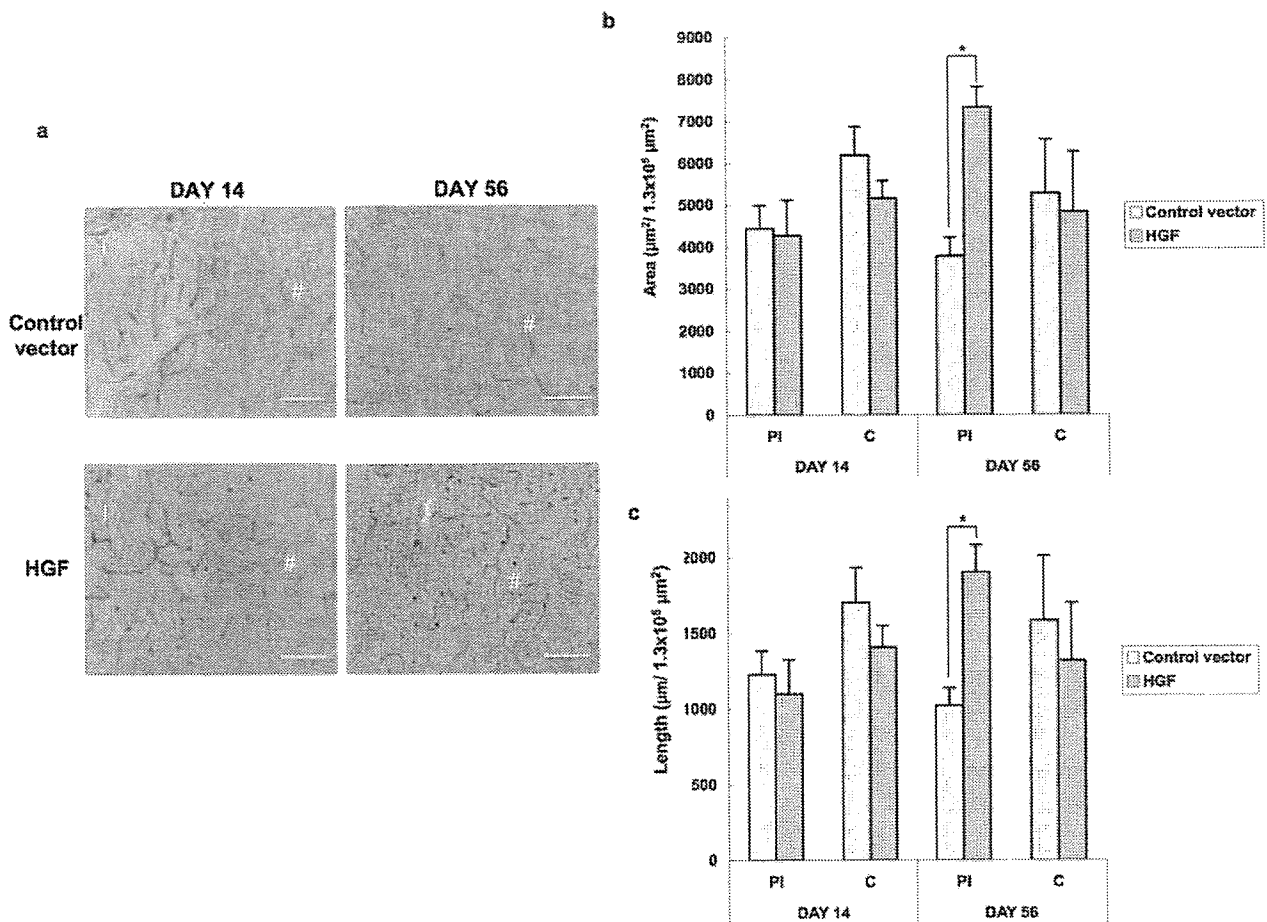 a
DAY 14 DAY 56
Control
vector
I # #
HGF
I # I #
b
9000
8000
7000
6000
5000
4000
3000
2000
1000
0
Area (µm²/ 1.3x10⁵ µm²)
*
PI C PI C
DAY 14 DAY 56
Control vector
HGF
c
2000
1500
1000
500
0
Length (µm/ 1.3x10⁵ µm²)
*
PI C PI C
DAY 14 DAY 56
Control vector
HGF